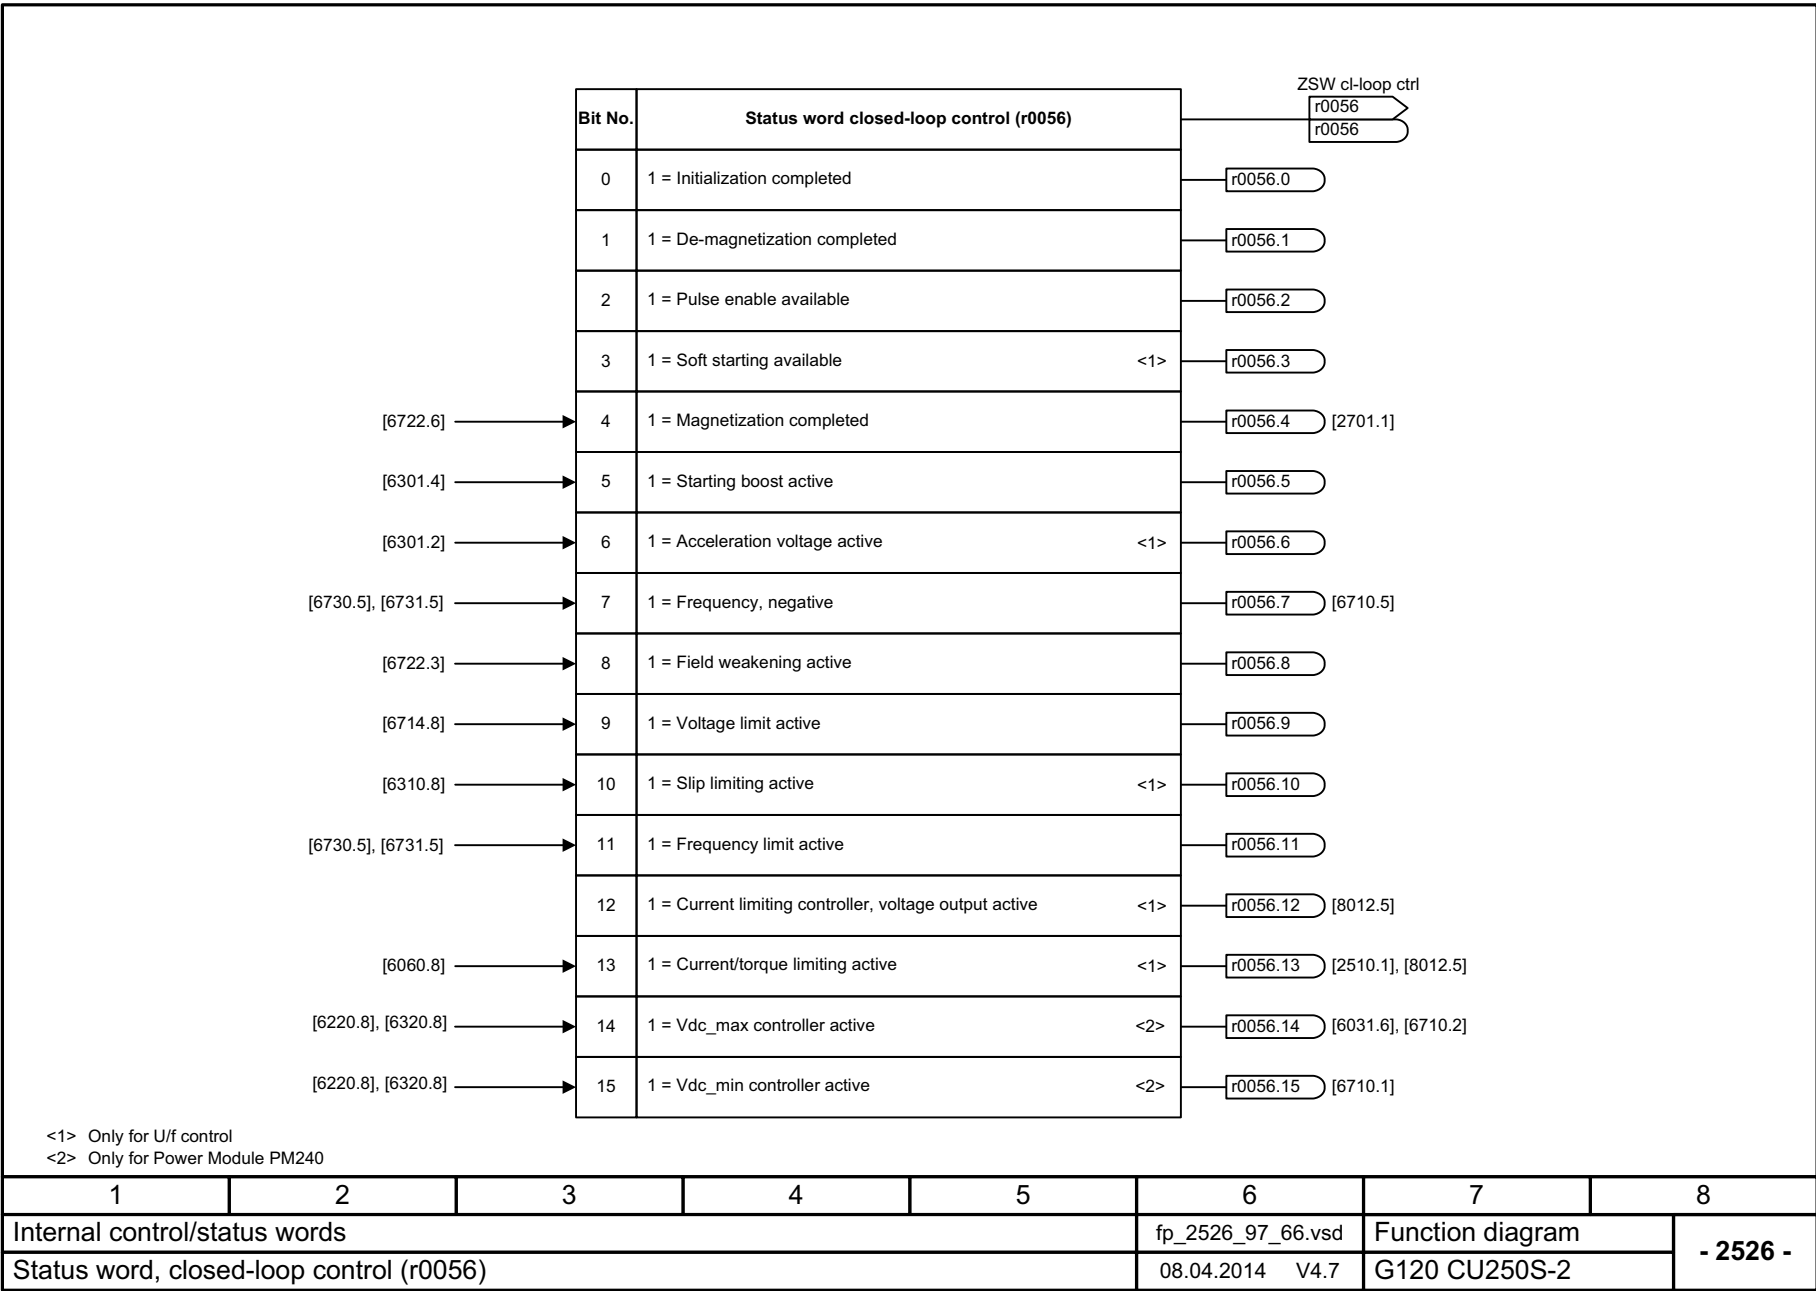 ZSW cl-loop ctrl
Bit No. Status word closed-loop control (r0056) r0056
r0056
0 1 = Initialization completed r0056.0
1 1 = De-magnetization completed r0056.1
2 1 = Pulse enable available r0056.2
3 1 = Soft starting available <1> r0056.3
[6722.6] 4 1 = Magnetization completed r0056.4 [2701.1]
[6301.4] 5 1 = Starting boost active r0056.5
[6301.2] 6 1 = Acceleration voltage active <1> r0056.6
[6730.5], [6731.5] 7 1 = Frequency, negative r0056.7 [6710.5]
[6722.3] 8 1 = Field weakening active r0056.8
[6714.8] 9 1 = Voltage limit active r0056.9
[6310.8] 10 1 = Slip limiting active <1> r0056.10
[6730.5], [6731.5] 11 1 = Frequency limit active r0056.11
12 1 = Current limiting controller, voltage output active <1> r0056.12 [8012.5]
[6060.8] 13 1 = Current/torque limiting active <1> r0056.13 [2510.1], [8012.5]
[6220.8], [6320.8] 14 1 = Vdc_max controller active <2> r0056.14 [6031.6], [6710.2]
[6220.8], [6320.8] 15 1 = Vdc_min controller active <2> r0056.15 [6710.1]
<1> Only for U/f control
<2> Only for Power Module PM240
1 2 3 4 5 6 7 8
Internal control/status words fp_2526_97_66.vsd Function diagram - 2526 -
Status word, closed-loop control (r0056) 08.04.2014 V4.7 G120 CU250S-2